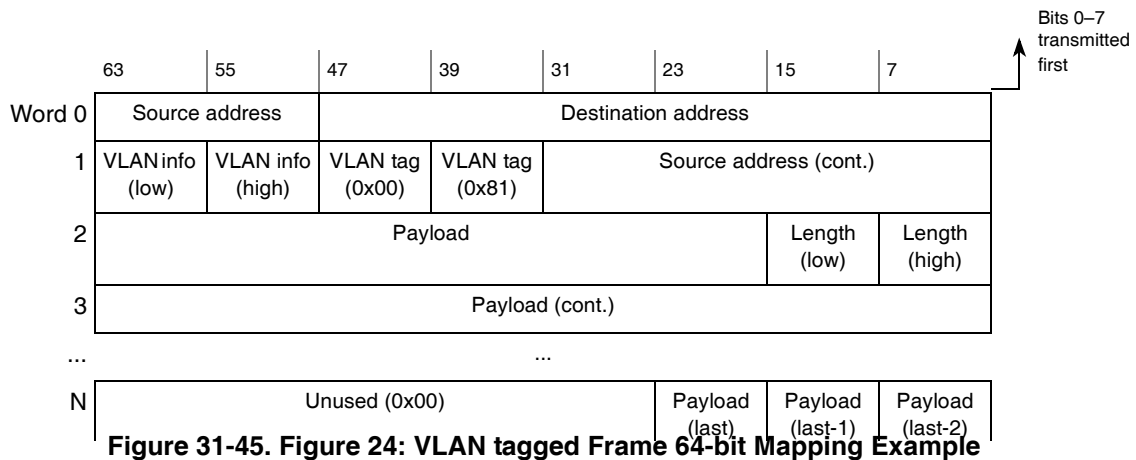 Bits 0–7
transmitted
first
63 55 47 39 31 23 15 7
Word 0 Source address Destination address
1 VLAN info (low) VLAN info (high) VLAN tag (0x00) VLAN tag (0x81) Source address (cont.)
2 Payload Length (low) Length (high)
3 Payload (cont.)
... ...
N Unused (0x00) Payload (last) Payload (last-1) Payload (last-2)
Figure 31-45. Figure 24: VLAN tagged Frame 64-bit Mapping Example